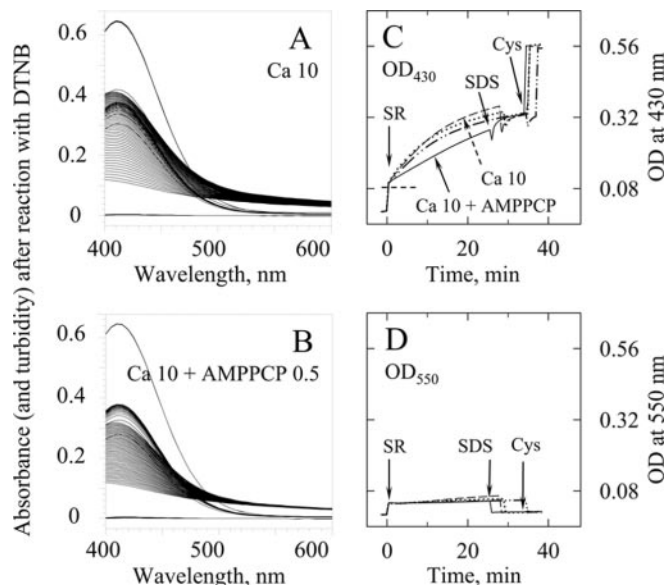 Absorbance (and turbidity) after reaction with DTNB
A
Ca 10
0.6
0.4
0.2
0
400
500
600
Wavelength, nm
B
Ca 10 + AMPPCP 0.5
0.6
0.4
0.2
0
400
500
600
Wavelength, nm
C
OD430
Cys
SDS
SR
Ca 10
Ca 10 + AMPPCP
0.56
0.32
0.08
OD at 430 nm
0
20
40
Time, min
D
OD550
SR
SDS
Cys
0.56
0.32
0.08
OD at 550 nm
0
20
40
Time, min